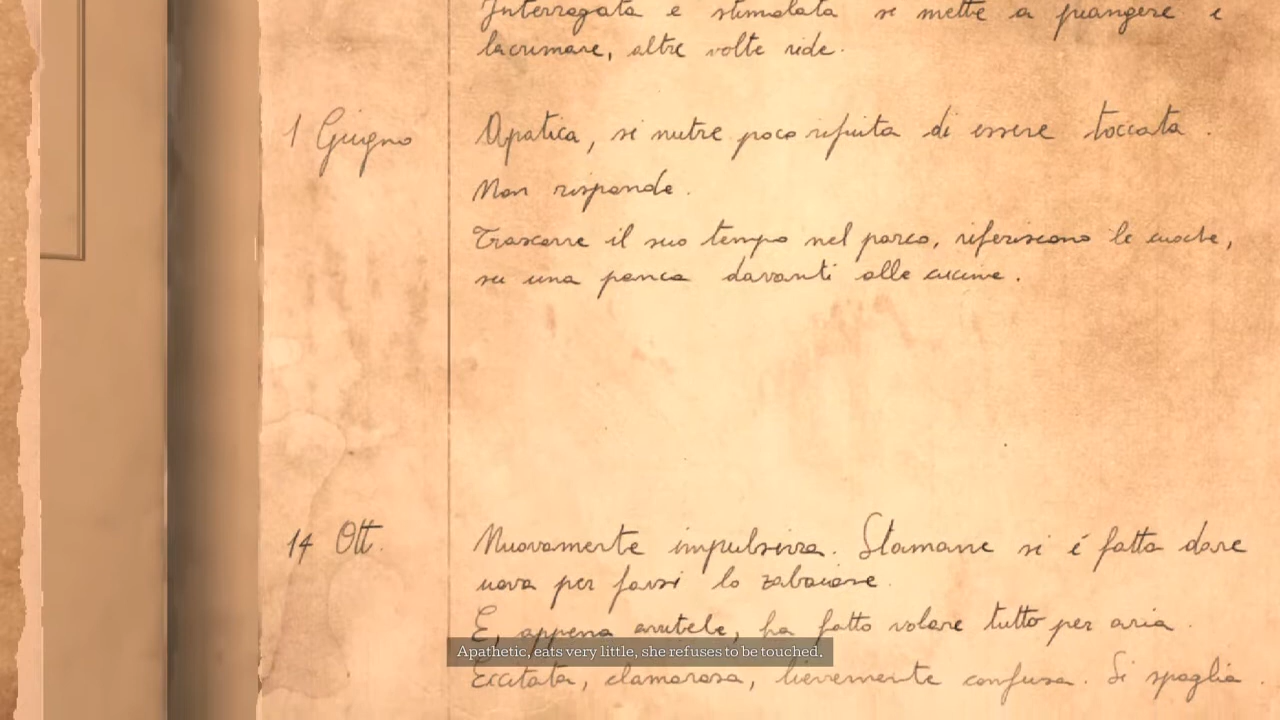 Interrogata e stimolata si mette a piangere e
lacrimare, altre volte ride.
1 Giugno
Apatica, si nutre poco rifiuta di essere toccata.
Non risponde.
Trascorre il suo tempo nel parco, riferiscono le cuoche,
su una panca davanti alle cucine.
14 Ott.
Nuovamente impulsiva. Stamane si é fatta dare
uova per farsi lo zabaione.
E, appena avutele, ha fatto volare tutto per aria.
Apathetic, eats very little, she refuses to be touched.
Eccitata, clamorosa, lievemente confusa. Si spoglia.